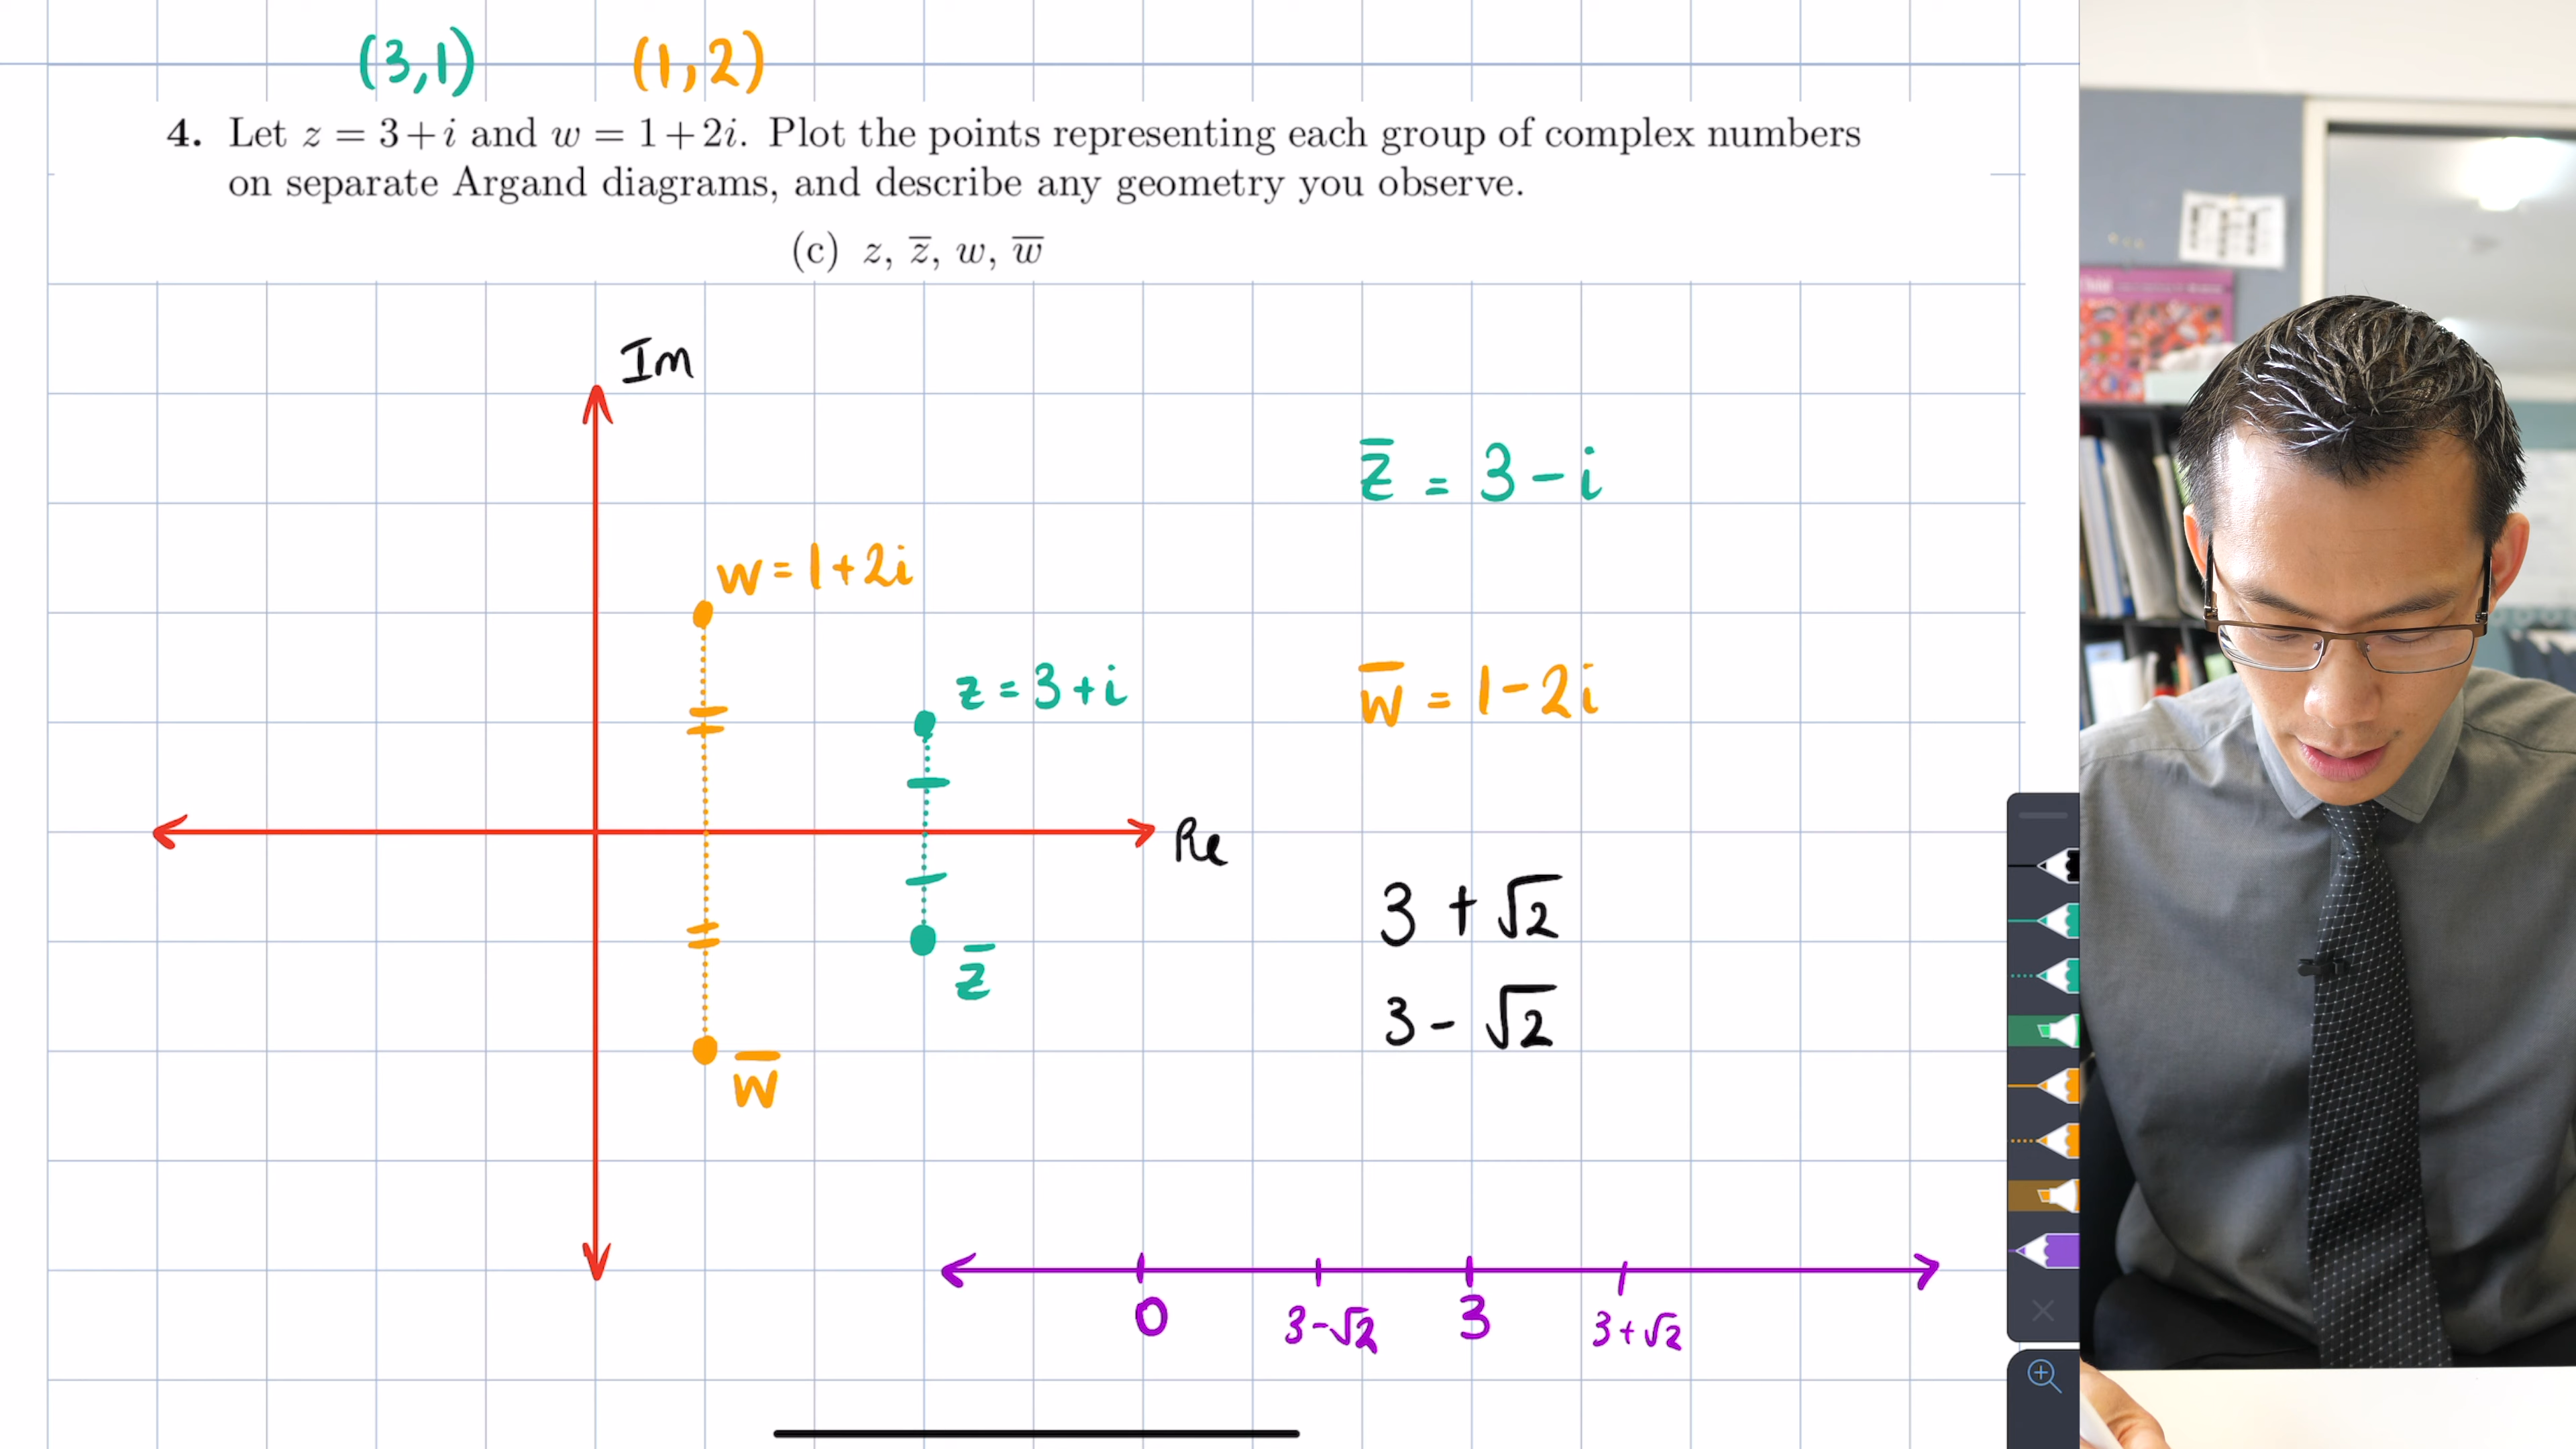 (3,1) (1,2)
4. Let z = 3+i and w = 1+2i. Plot the points representing each group of complex numbers
on separate Argand diagrams, and describe any geometry you observe.
(c) z, z̅, w, w̅
Im
z̅ = 3-i
w = 1+2i
z = 3+i
w̅ = 1-2i
Re
3 + √2
z̅
3 - √2
w̅
0 3-√2 3 3+√2